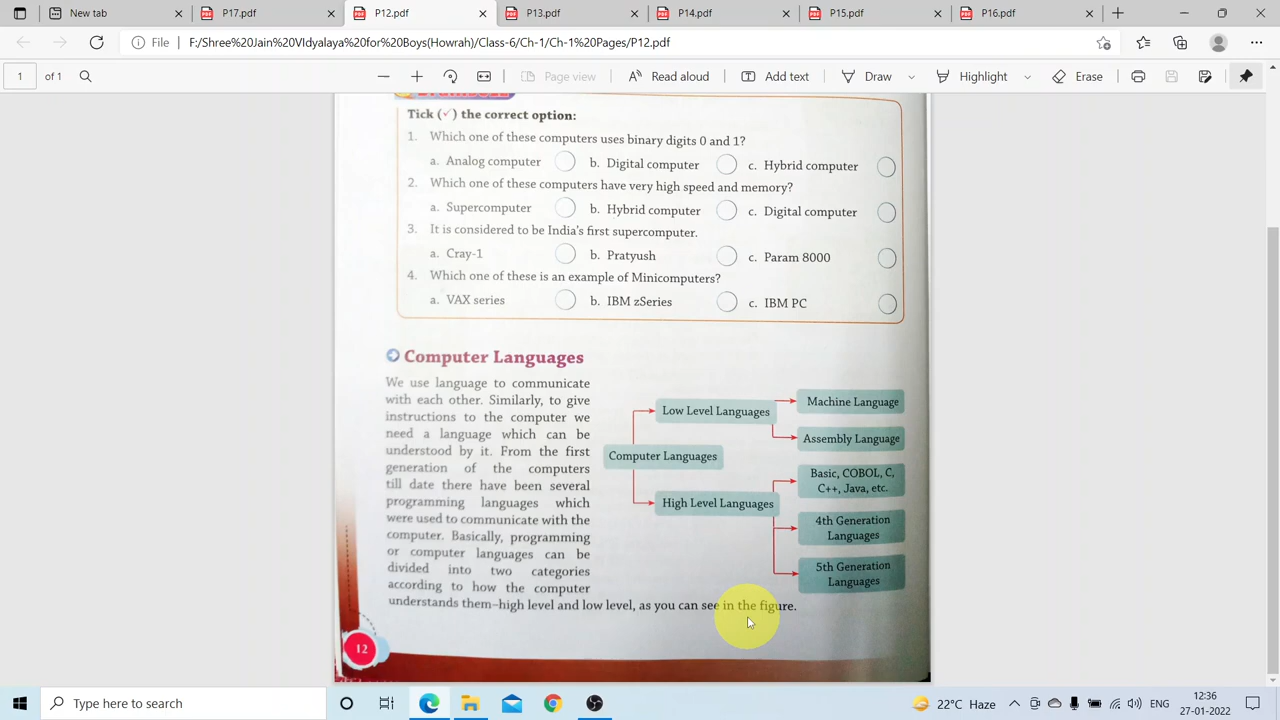 New tab
P17.pdf
P12.pdf
P13.pdf
P14.pdf
P15.pdf
P16.pdf
File
F:/Shree%20Jain%20VIdyalaya%20for%20Boys(Howrah)/Class-6/Ch-1/Ch-1%20Pages/P12.pdf
1 of 1
Page view
Read aloud
Add text
Draw
Highlight
Erase
Tick (✓) the correct option:
1. Which one of these computers uses binary digits 0 and 1?
a. Analog computer b. Digital computer c. Hybrid computer
2. Which one of these computers have very high speed and memory?
a. Supercomputer b. Hybrid computer c. Digital computer
3. It is considered to be India's first supercomputer.
a. Cray-1 b. Pratyush c. Param 8000
4. Which one of these is an example of Minicomputers?
a. VAX series b. IBM zSeries c. IBM PC
Computer Languages
We use language to communicate
with each other. Similarly, to give
instructions to the computer we
need a language which can be
understood by it. From the first
generation of the computers
till date there have been several
programming languages which
were used to communicate with the
computer. Basically, programming
or computer languages can be
divided into two categories
according to how the computer
understands them–high level and low level, as you can see in the figure.
Computer Languages
Low Level Languages
Machine Language
Assembly Language
High Level Languages
Basic, COBOL, C,
C++, Java, etc.
4th Generation
Languages
5th Generation
Languages
12
Type here to search
22°C Haze
ENG
12:36
27-01-2022